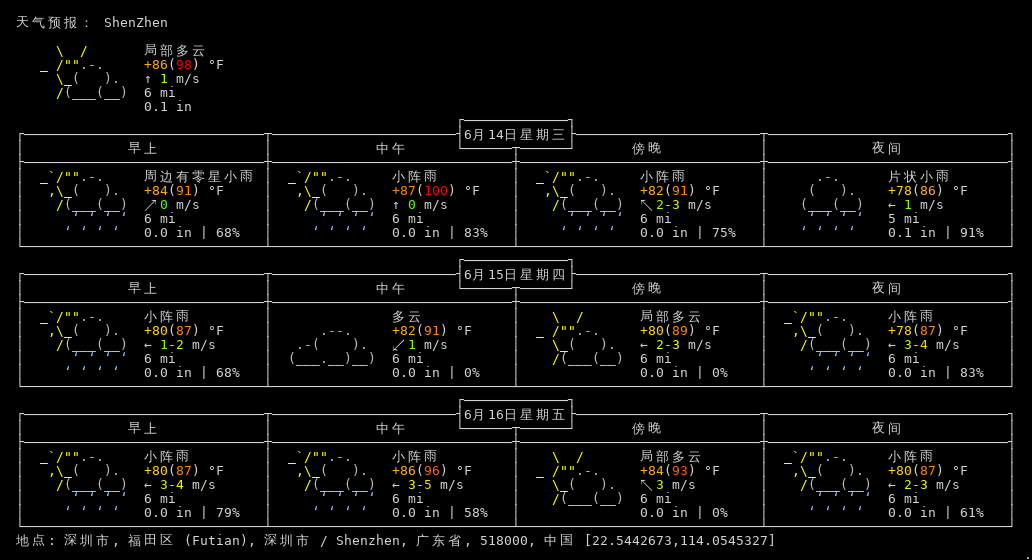 天气预报： ShenZhen
局部多云
+86(98) °F
↑ 1 m/s
6 mi
0.1 in
6月14日星期三
早上 中午 傍晚 夜间
周边有零星小雨 小阵雨 小阵雨 片状小雨
+84(91) °F +87(100) °F +82(91) °F +78(86) °F
↗ 0 m/s ↑ 0 m/s ↖ 2-3 m/s ← 1 m/s
6 mi 6 mi 6 mi 5 mi
0.0 in | 68% 0.0 in | 83% 0.0 in | 75% 0.1 in | 91%
6月15日星期四
早上 中午 傍晚 夜间
小阵雨 多云 局部多云 小阵雨
+80(87) °F +82(91) °F +80(89) °F +78(87) °F
← 1-2 m/s ↙ 1 m/s ← 2-3 m/s ← 3-4 m/s
6 mi 6 mi 6 mi 6 mi
0.0 in | 68% 0.0 in | 0% 0.0 in | 0% 0.0 in | 83%
6月16日星期五
早上 中午 傍晚 夜间
小阵雨 小阵雨 局部多云 小阵雨
+80(87) °F +86(96) °F +84(93) °F +80(87) °F
← 3-4 m/s ← 3-5 m/s ↖ 3 m/s ← 2-3 m/s
6 mi 6 mi 6 mi 6 mi
0.0 in | 79% 0.0 in | 58% 0.0 in | 0% 0.0 in | 61%
地点: 深圳市, 福田区 (Futian), 深圳市 / Shenzhen, 广东省, 518000, 中国 [22.5442673,114.0545327]